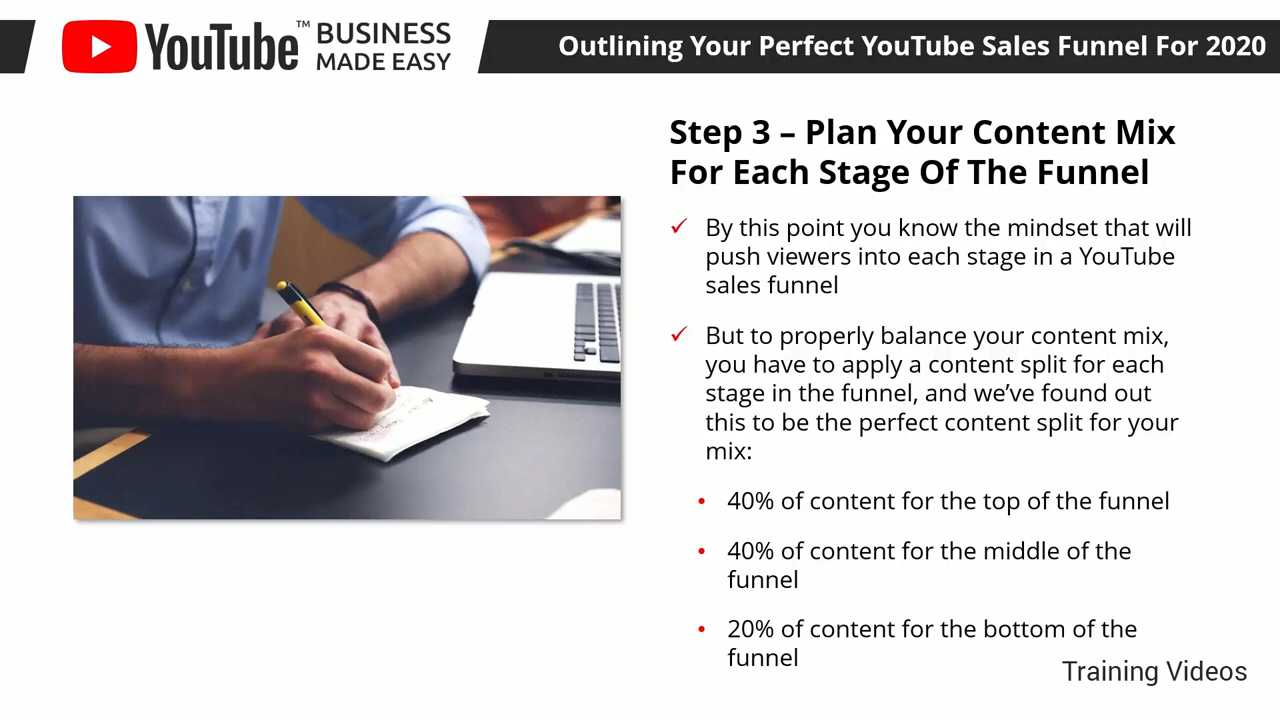 YouTube™ BUSINESS
MADE EASY
Outlining Your Perfect YouTube Sales Funnel For 2020
Step 3 – Plan Your Content Mix
For Each Stage Of The Funnel
✓ By this point you know the mindset that will
push viewers into each stage in a YouTube
sales funnel
✓ But to properly balance your content mix,
you have to apply a content split for each
stage in the funnel, and we’ve found out
this to be the perfect content split for your
mix:
• 40% of content for the top of the funnel
• 40% of content for the middle of the
funnel
• 20% of content for the bottom of the
funnel
Training Videos